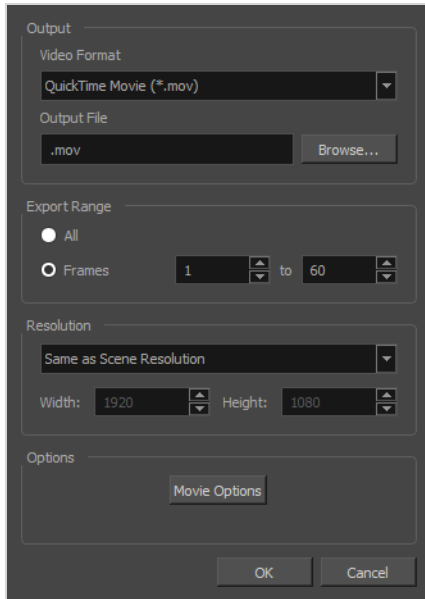 Output
Video Format
QuickTime Movie (*.mov)
Output File
.mov Browse...
Export Range
All
Frames 1 to 60
Resolution
Same as Scene Resolution
Width: 1920 Height: 1080
Options
Movie Options
OK Cancel